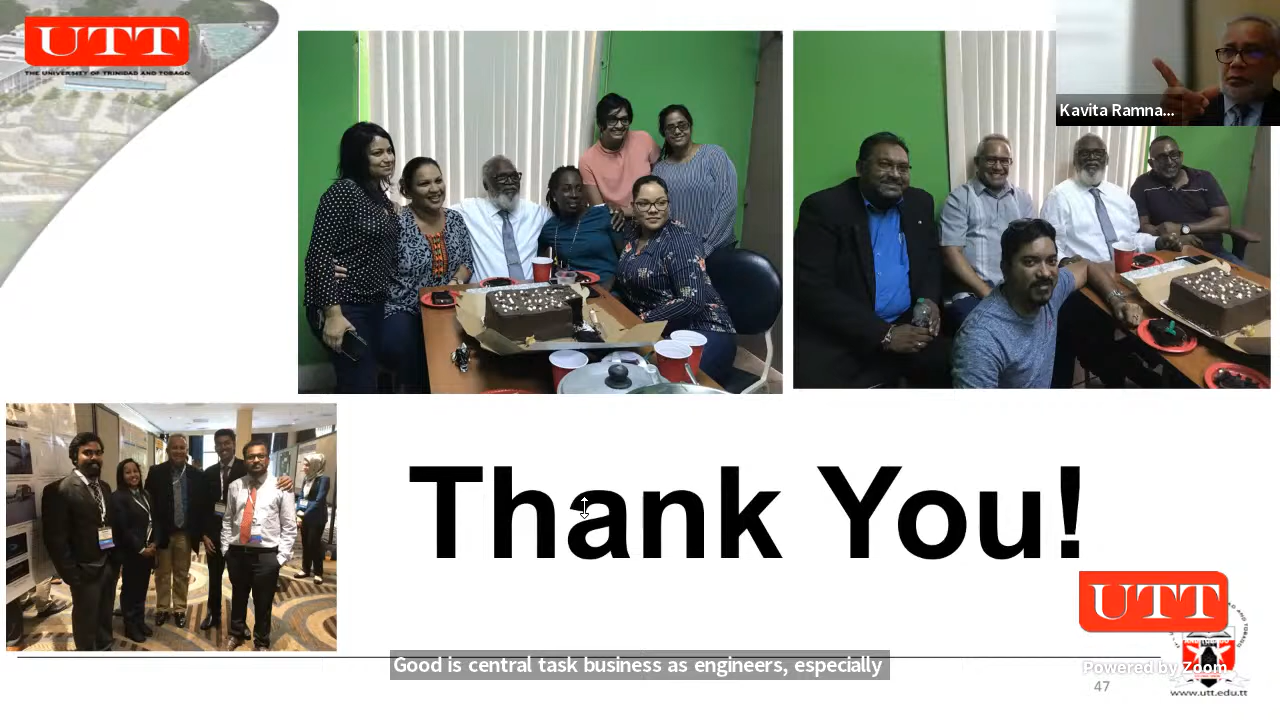 UTT
THE UNIVERSITY OF TRINIDAD AND TOBAGO
Kavita Ramna...
Thank You!
UTT
Good is central task business as engineers, especially
Powered by Zoom
47
www.utt.edu.tt